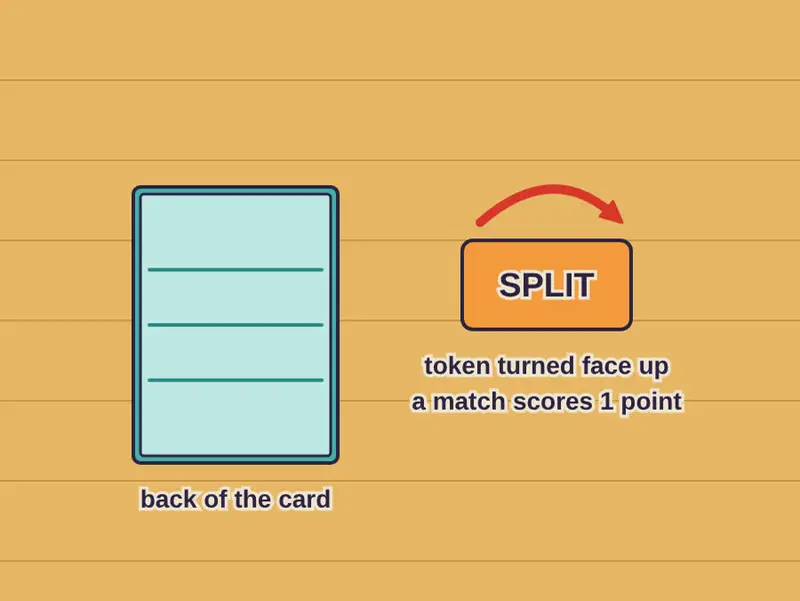 SPLIT
token turned face up
a match scores 1 point
back of the card